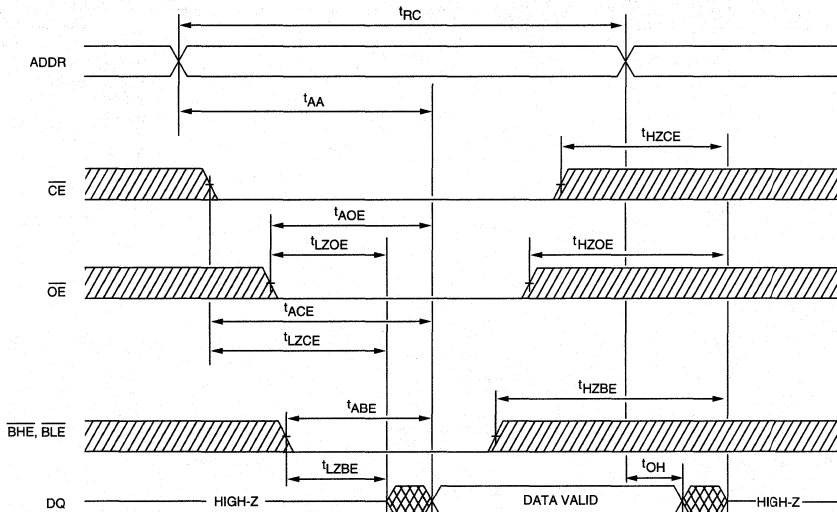 tRC
ADDR
tAA
tHZCE
CE
tAOE
tLZOE
tHZOE
OE
tACE
tLZCE
tHZBE
tABE
BHE, BLE
tLZBE
tOH
DQ
HIGH-Z
DATA VALID
HIGH-Z